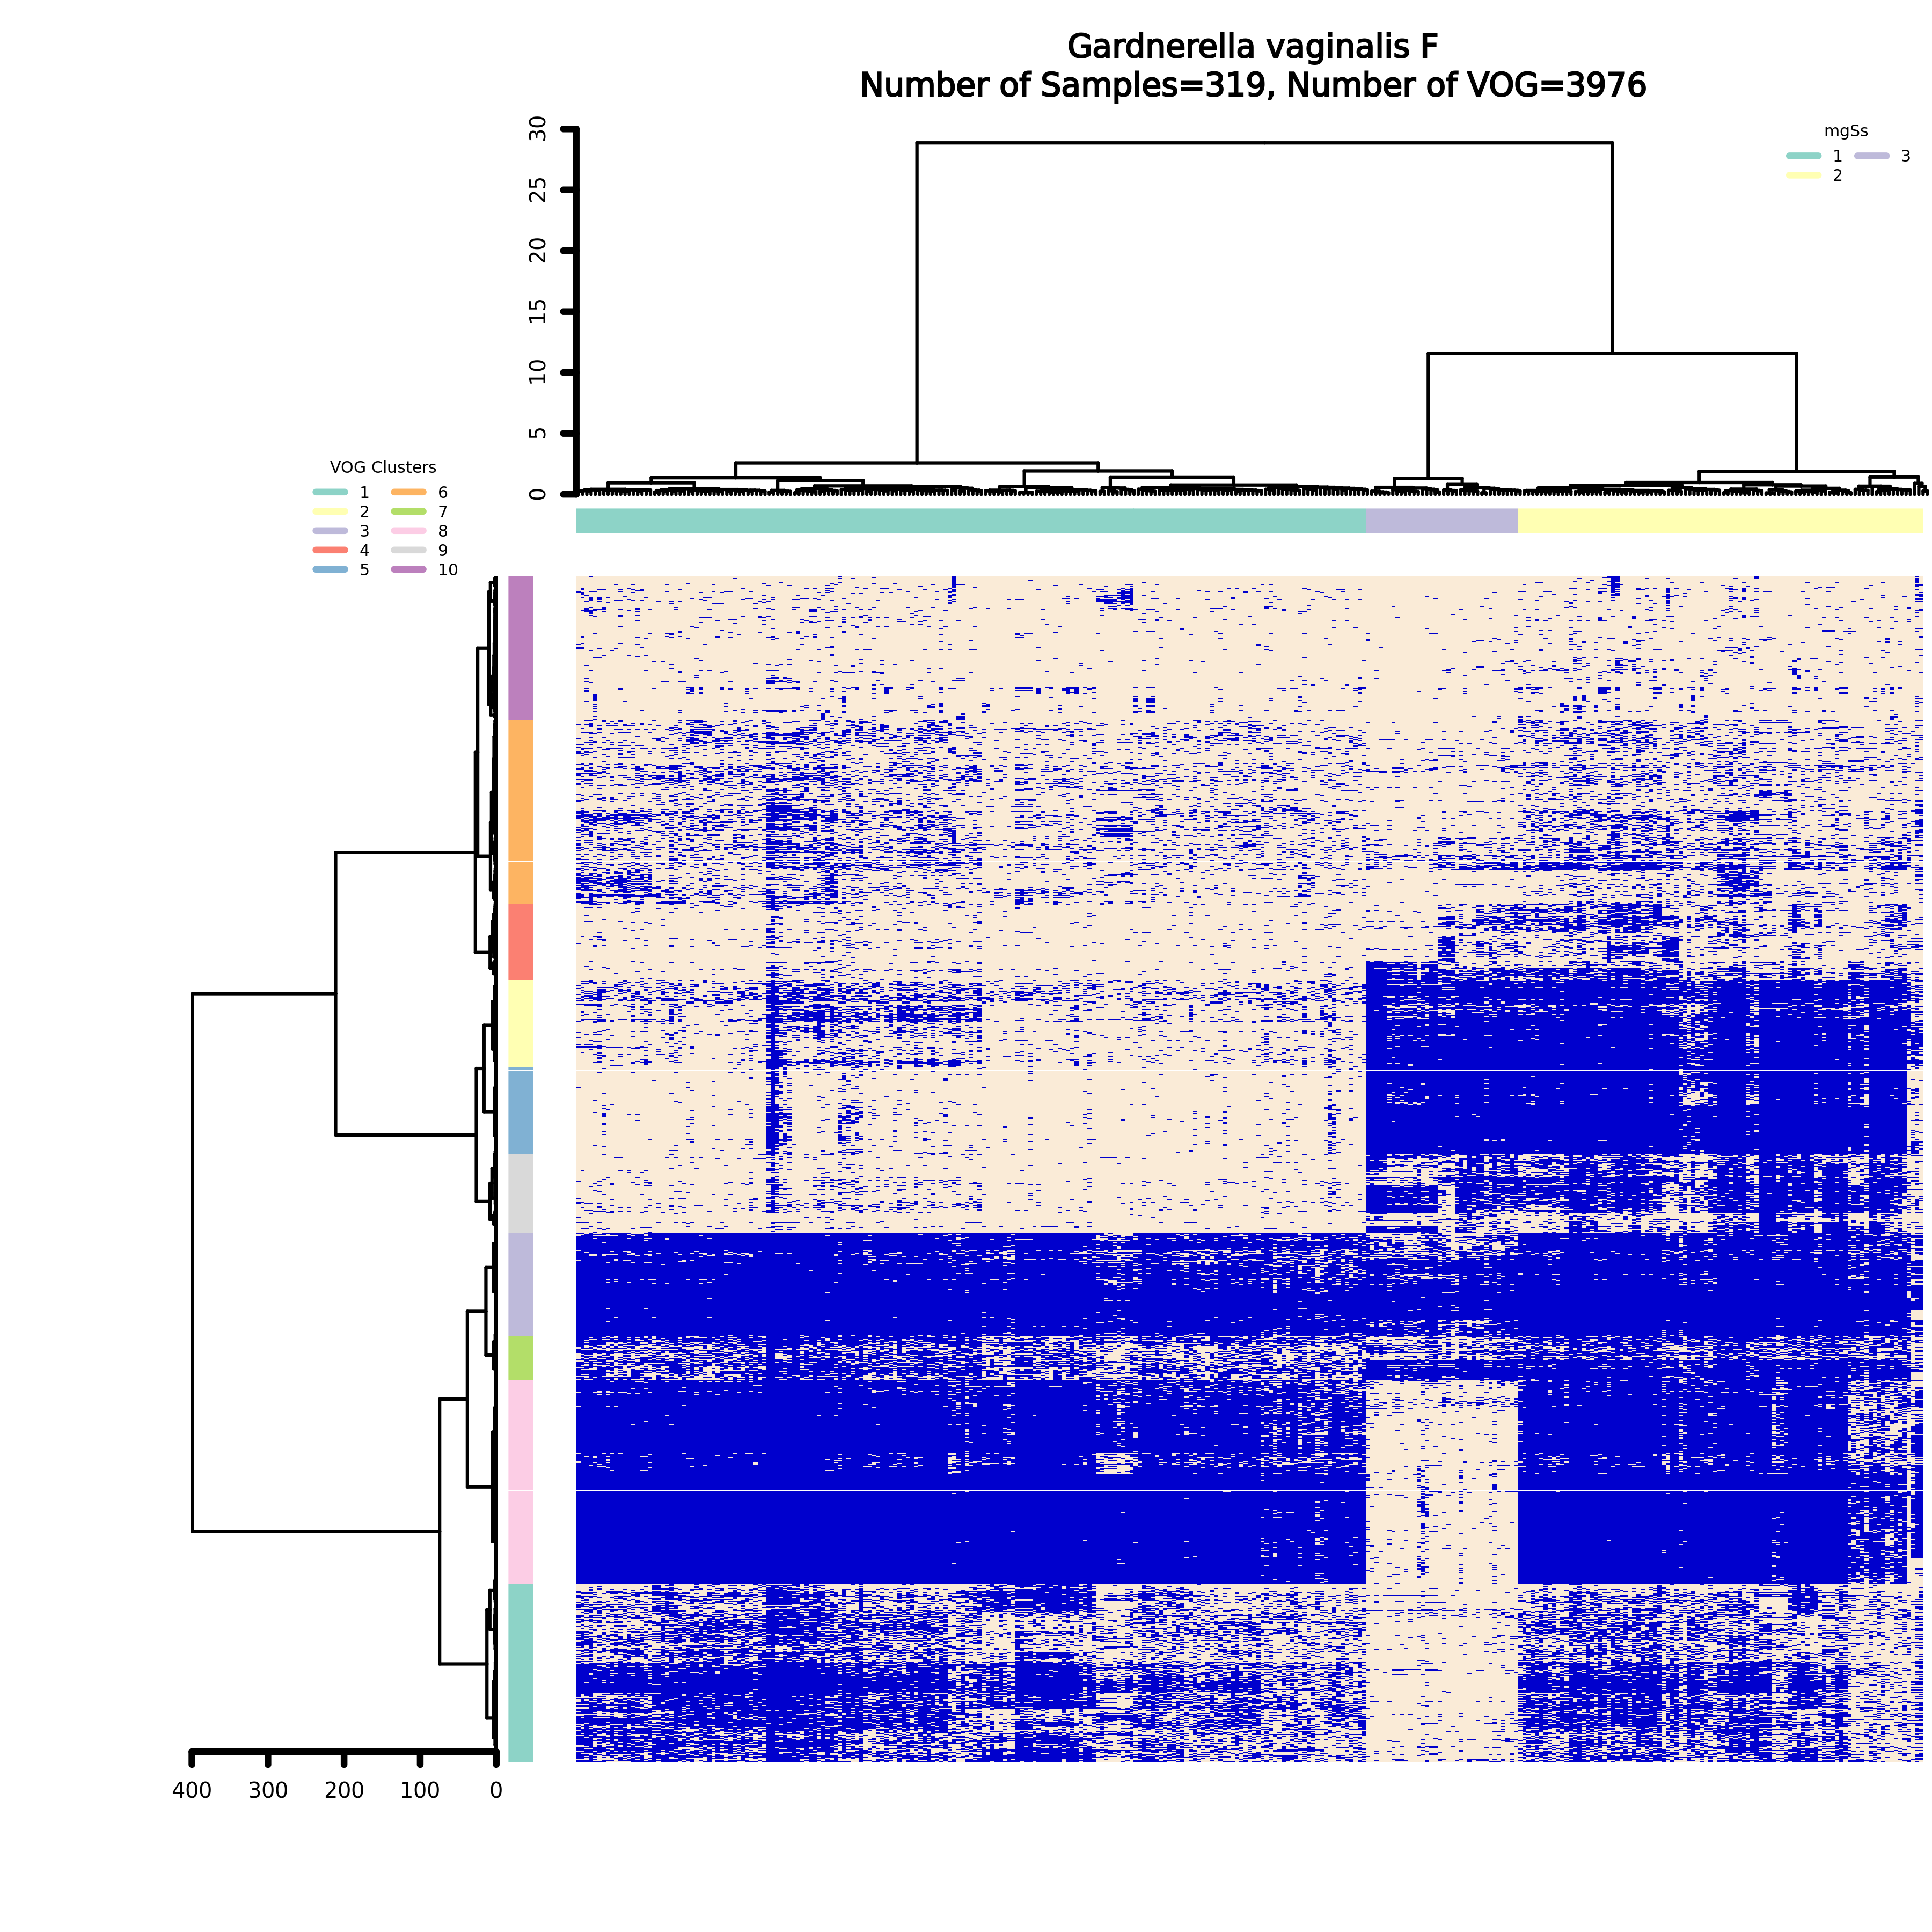 Gardnerella vaginalis F
Number of Samples=319, Number of VOG=3976
30
25
20
15
10
5
0
mgSs
1 3
2
VOG Clusters
1 6
2 7
3 8
4 9
5 10
400 300 200 100 0